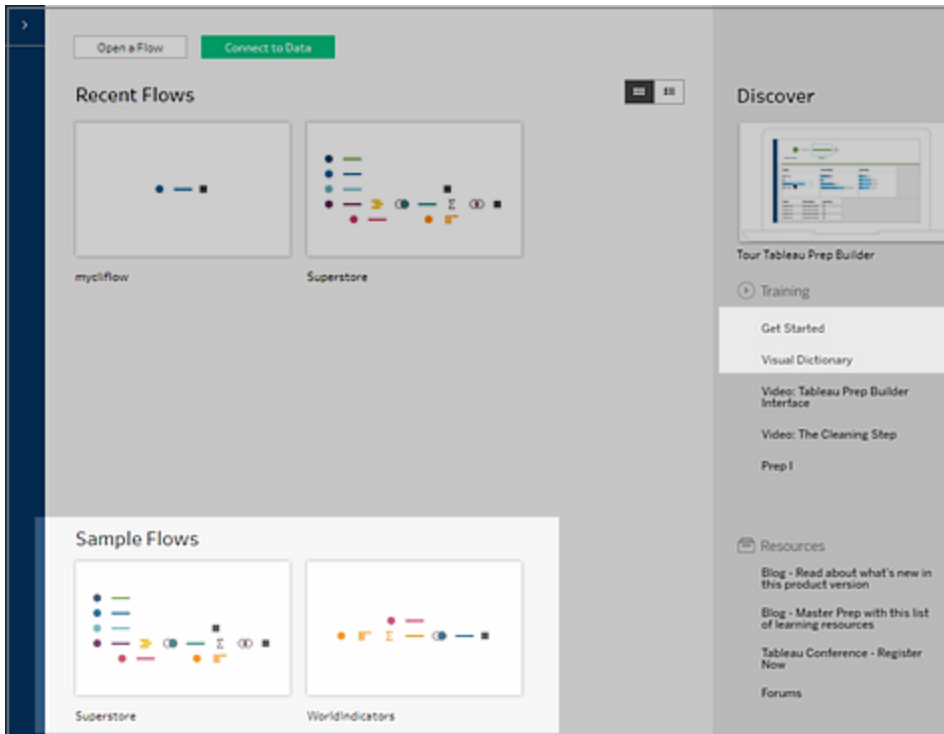 Open a Flow
Connect to Data
Recent Flows
mycliflow
Superstore
Sample Flows
Superstore
WorldIndicators
Discover
Tour Tableau Prep Builder
Training
Get Started
Visual Dictionary
Video: Tableau Prep Builder
Interface
Video: The Cleaning Step
Prep I
Resources
Blog - Read about what's new in
this product version
Blog - Master Prep with this list
of learning resources
Tableau Conference - Register
Now
Forums